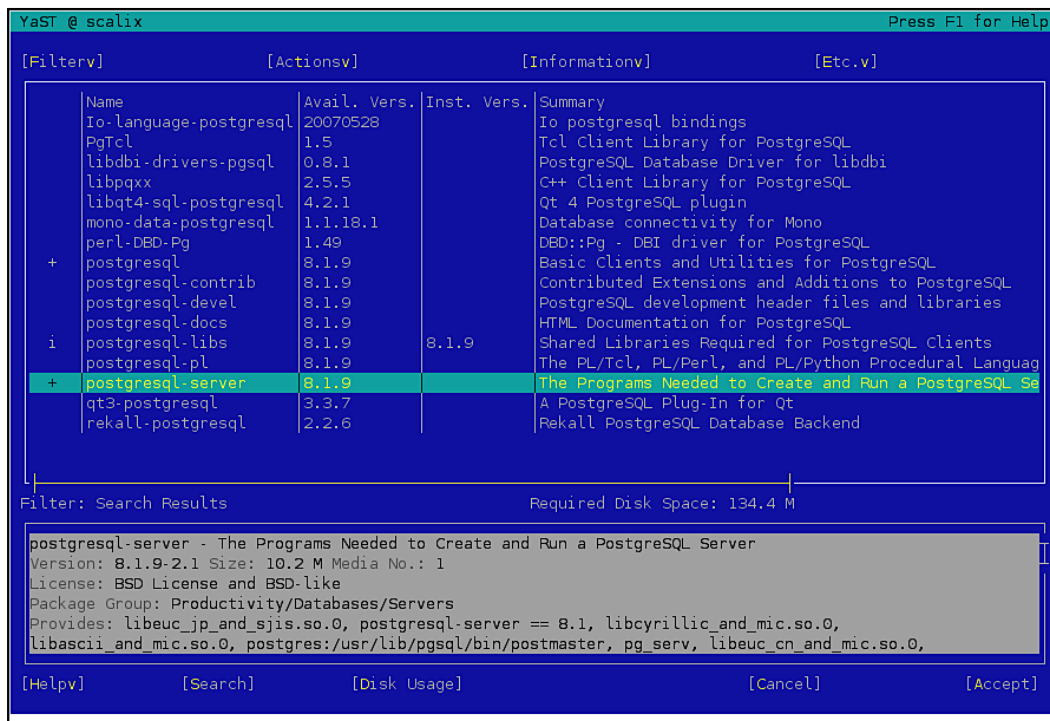 YaST @ scalix Press F1 for Help
[Filterv] [Actionsv] [Informationv] [Etc.v]
Name Avail. Vers. Inst. Vers. Summary
Io-language-postgresql 20070528 Io postgresql bindings
PgTcl 1.5 Tcl Client Library for PostgreSQL
libdbi-drivers-pgsql 0.8.1 PostgreSQL Database Driver for libdbi
libpqxx 2.5.5 C++ Client Library for PostgreSQL
libqt4-sql-postgresql 4.2.1 Qt 4 PostgreSQL plugin
mono-data-postgresql 1.1.18.1 Database connectivity for Mono
perl-DBD-Pg 1.49 DBD::Pg - DBI driver for PostgreSQL
+ postgresql 8.1.9 Basic Clients and Utilities for PostgreSQL
postgresql-contrib 8.1.9 Contributed Extensions and Additions to PostgreSQL
postgresql-devel 8.1.9 PostgreSQL development header files and libraries
postgresql-docs 8.1.9 HTML Documentation for PostgreSQL
i postgresql-libs 8.1.9 8.1.9 Shared Libraries Required for PostgreSQL Clients
postgresql-pl 8.1.9 The PL/Tcl, PL/Perl, and PL/Python Procedural Languag
+ postgresql-server 8.1.9 The Programs Needed to Create and Run a PostgreSQL Se
qt3-postgresql 3.3.7 A PostgreSQL Plug-In for Qt
rekall-postgresql 2.2.6 Rekall PostgreSQL Database Backend
Filter: Search Results Required Disk Space: 134.4 M
postgresql-server - The Programs Needed to Create and Run a PostgreSQL Server
Version: 8.1.9-2.1 Size: 10.2 M Media No.: 1
License: BSD License and BSD-like
Package Group: Productivity/Databases/Servers
Provides: libeuc_jp_and_sjis.so.0, postgresql-server == 8.1, libcyrillic_and_mic.so.0,
libascii_and_mic.so.0, postgres:/usr/lib/pgsql/bin/postmaster, pg_serv, libeuc_cn_and_mic.so.0,
[Helpv] [Search] [Disk Usage] [Cancel] [Accept]